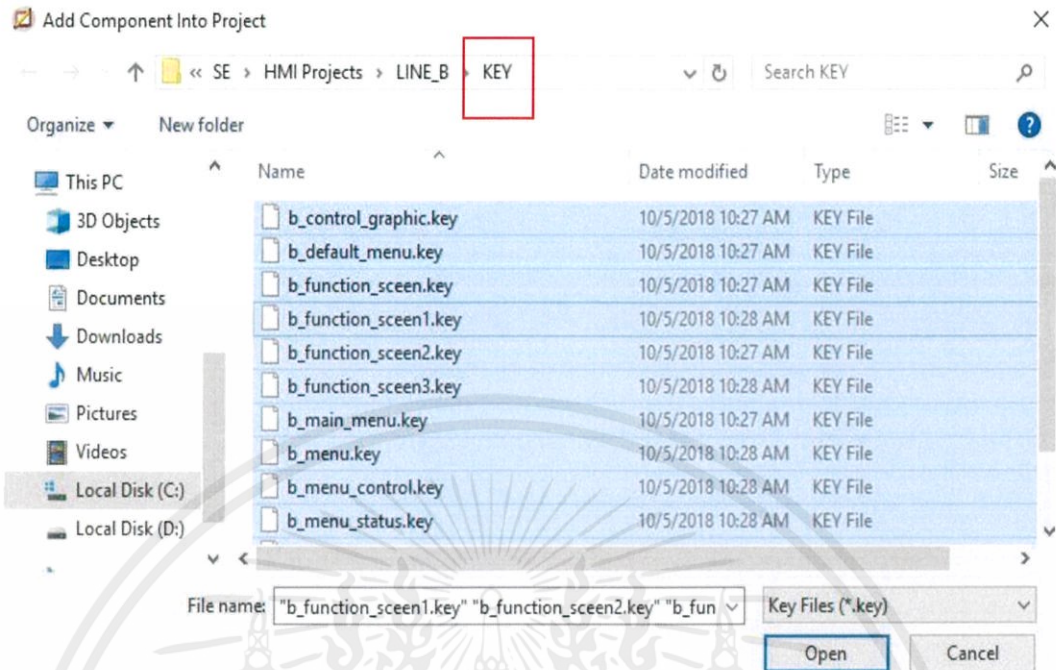 Add Component Into Project
« SE › HMI Projects › LINE_B › KEY
Search KEY
Organize
New folder
This PC
3D Objects
Desktop
Documents
Downloads
Music
Pictures
Videos
Local Disk (C:)
Local Disk (D:)
Name Date modified Type Size
b_control_graphic.key 10/5/2018 10:27 AM KEY File
b_default_menu.key 10/5/2018 10:27 AM KEY File
b_function_sceen.key 10/5/2018 10:27 AM KEY File
b_function_sceen1.key 10/5/2018 10:28 AM KEY File
b_function_sceen2.key 10/5/2018 10:27 AM KEY File
b_function_sceen3.key 10/5/2018 10:28 AM KEY File
b_main_menu.key 10/5/2018 10:27 AM KEY File
b_menu.key 10/5/2018 10:28 AM KEY File
b_menu_control.key 10/5/2018 10:28 AM KEY File
b_menu_status.key 10/5/2018 10:28 AM KEY File
File name: "b_function_sceen1.key" "b_function_sceen2.key" "b_fun
Key Files (*.key)
Open Cancel